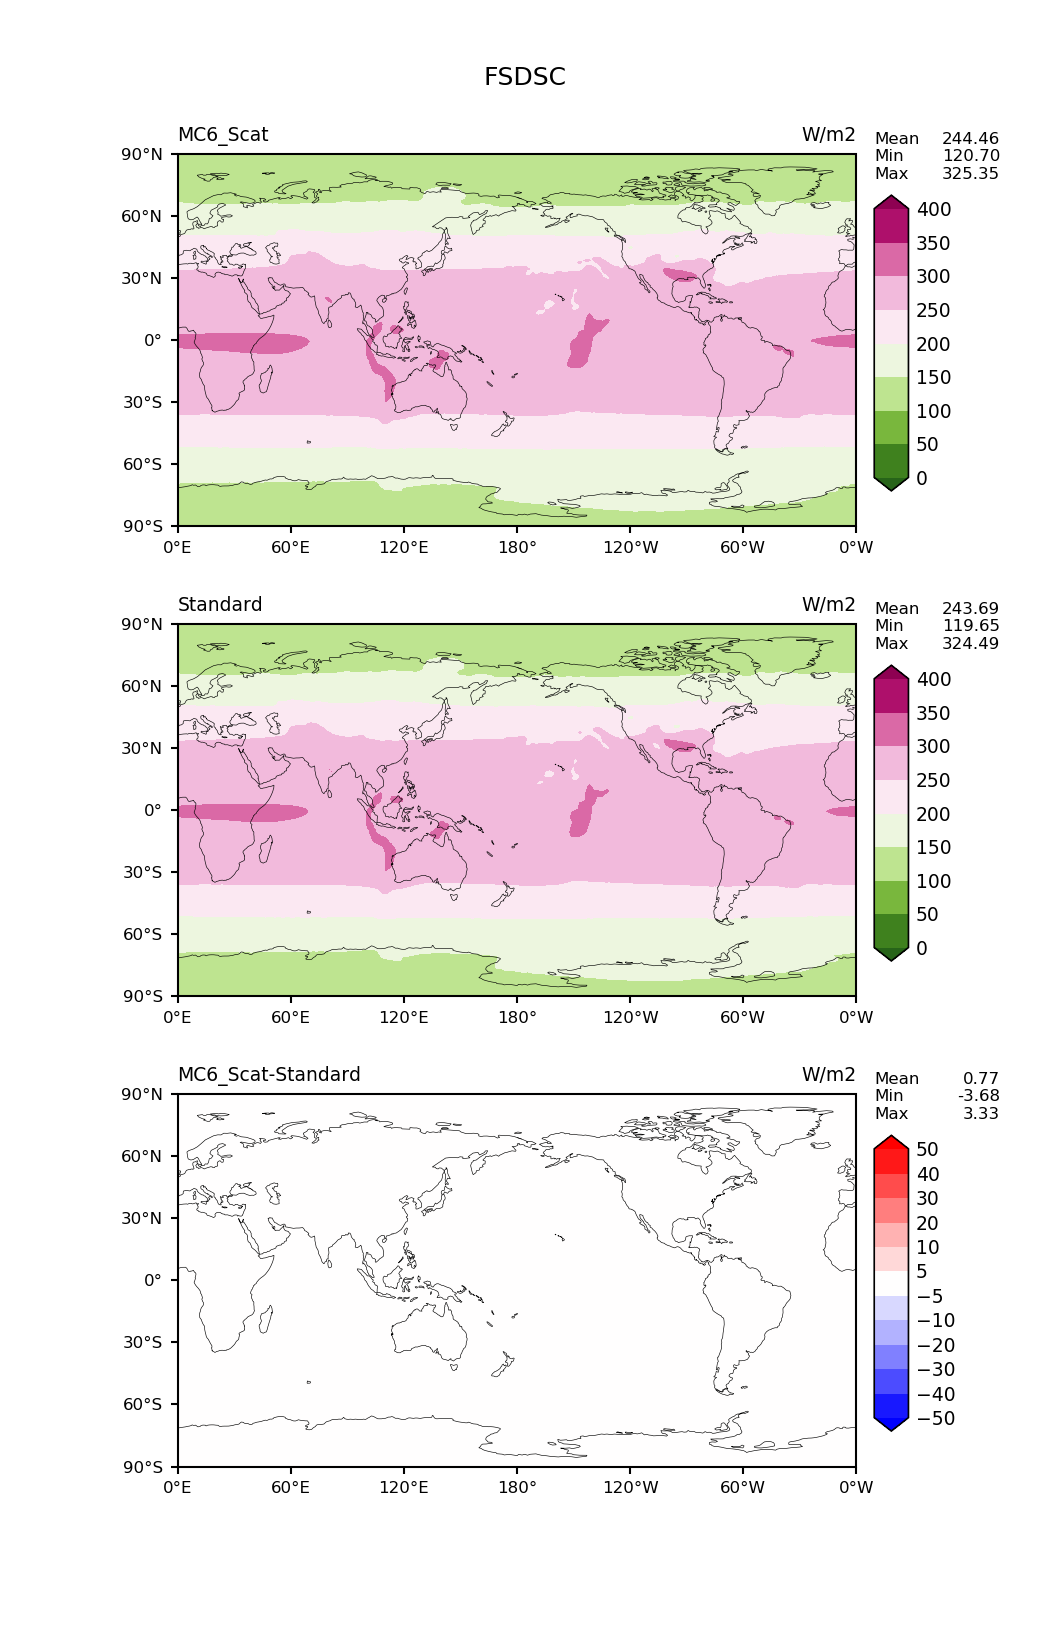 FSDSC
MC6_Scat W/m2
Mean 244.46
Min 120.70
Max 325.35
90°N
60°N
30°N
0°
30°S
60°S
90°S
0°E 60°E 120°E 180° 120°W 60°W 0°W
400
350
300
250
200
150
100
50
0
Standard W/m2
Mean 243.69
Min 119.65
Max 324.49
90°N
60°N
30°N
0°
30°S
60°S
90°S
0°E 60°E 120°E 180° 120°W 60°W 0°W
400
350
300
250
200
150
100
50
0
MC6_Scat-Standard W/m2
Mean 0.77
Min -3.68
Max 3.33
90°N
60°N
30°N
0°
30°S
60°S
90°S
0°E 60°E 120°E 180° 120°W 60°W 0°W
50
40
30
20
10
5
−5
−10
−20
−30
−40
−50